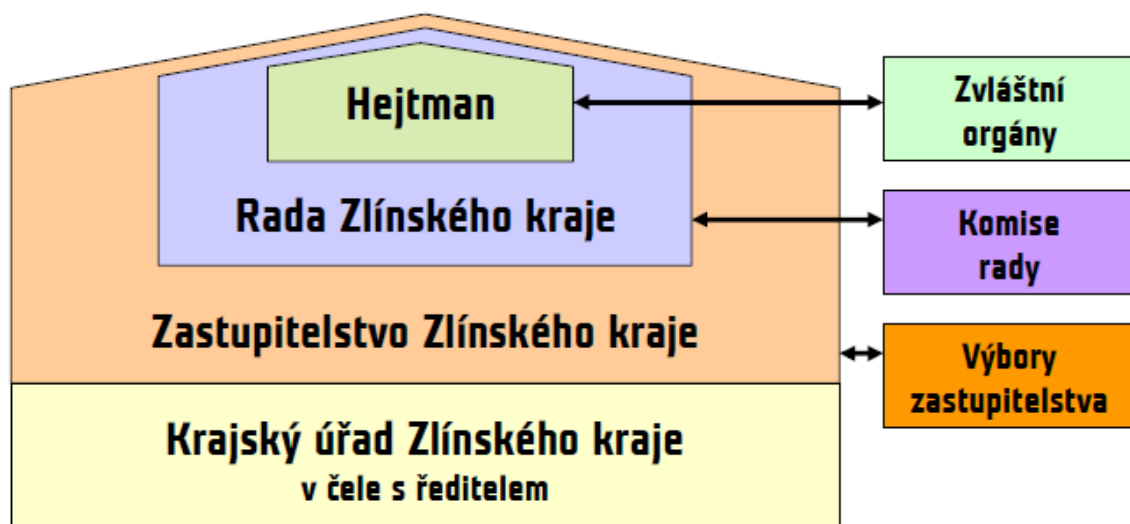 Hejtman
Rada Zlínského kraje
Zastupitelstvo Zlínského kraje
Krajský úřad Zlínského kraje
v čele s ředitelem
Zvláštní
orgány
Komise
rady
Výbory
zastupitelstva